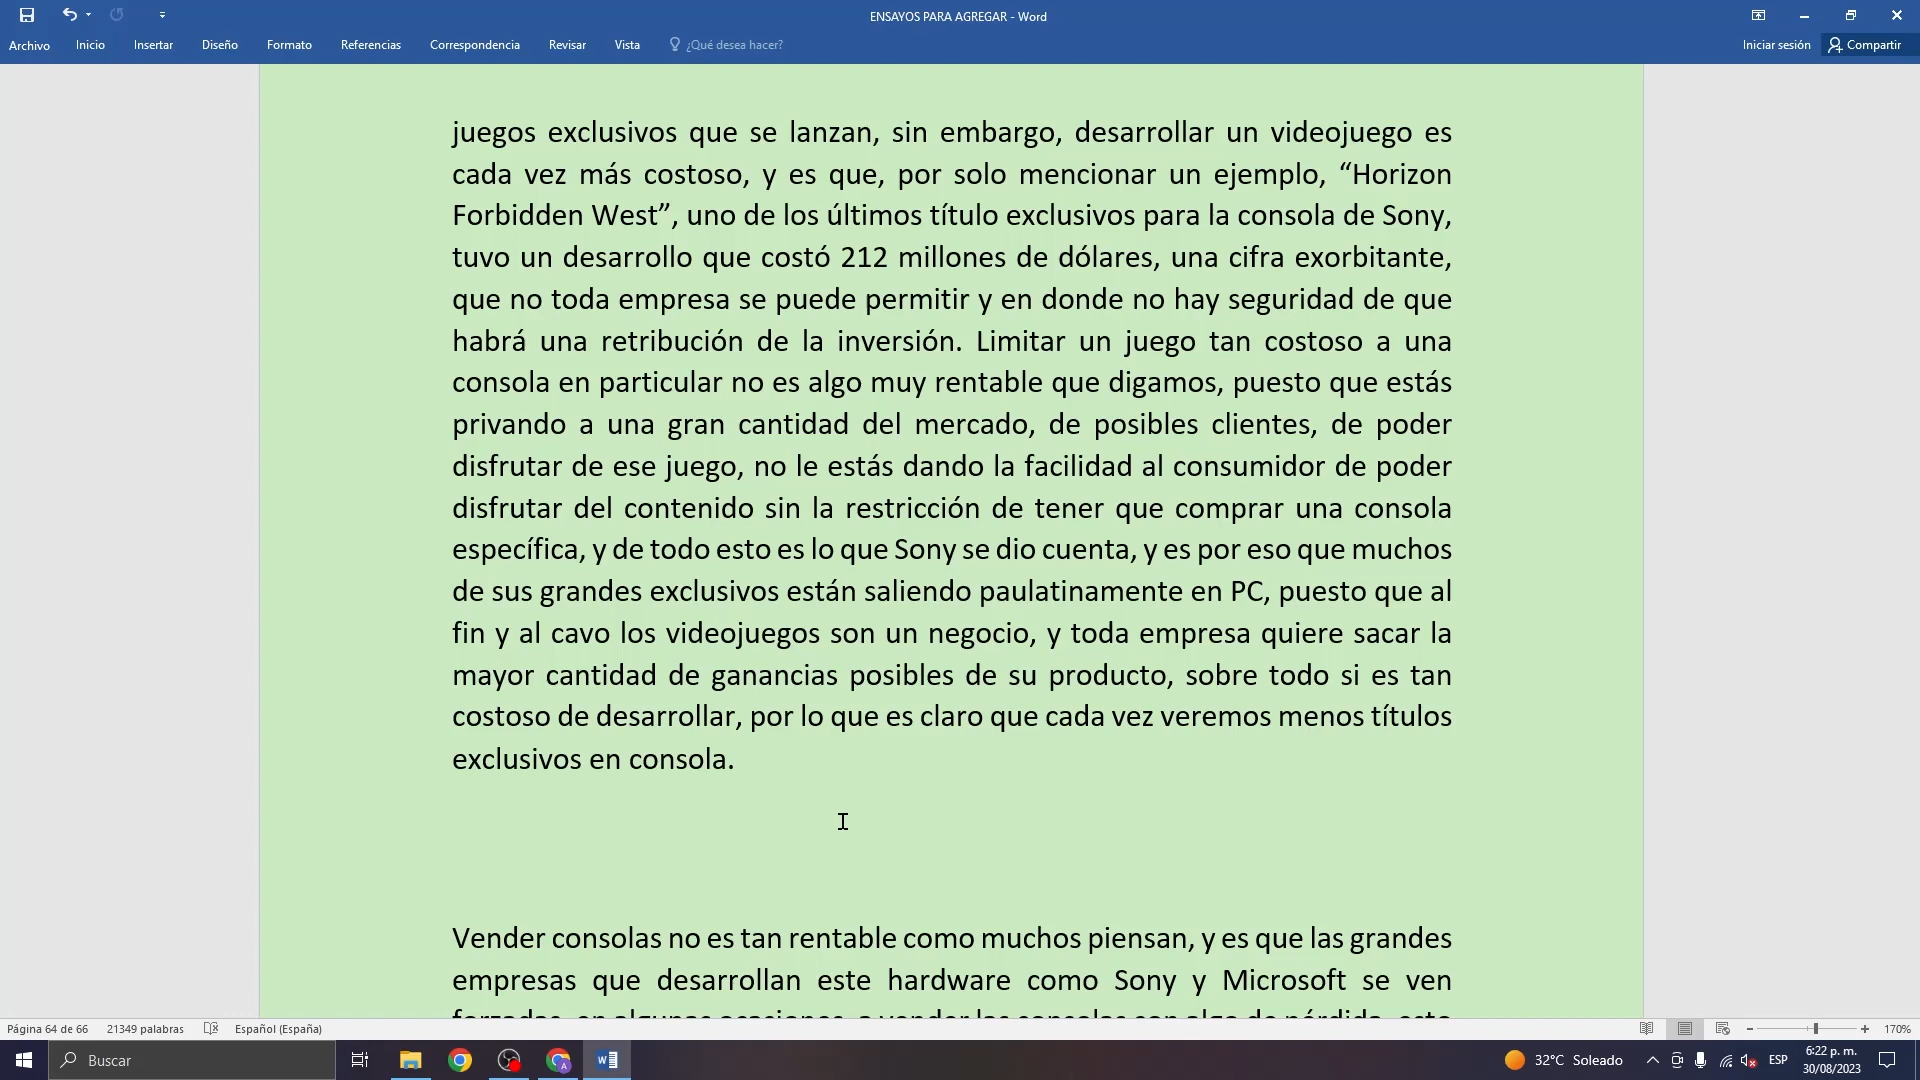 ENSAYOS PARA AGREGAR - Word
Archivo Inicio Insertar Diseño Formato Referencias Correspondencia Revisar Vista ¿Qué desea hacer? Iniciar sesión Compartir
juegos exclusivos que se lanzan, sin embargo, desarrollar un videojuego es
cada vez más costoso, y es que, por solo mencionar un ejemplo, “Horizon
Forbidden West”, uno de los últimos título exclusivos para la consola de Sony,
tuvo un desarrollo que costó 212 millones de dólares, una cifra exorbitante,
que no toda empresa se puede permitir y en donde no hay seguridad de que
habrá una retribución de la inversión. Limitar un juego tan costoso a una
consola en particular no es algo muy rentable que digamos, puesto que estás
privando a una gran cantidad del mercado, de posibles clientes, de poder
disfrutar de ese juego, no le estás dando la facilidad al consumidor de poder
disfrutar del contenido sin la restricción de tener que comprar una consola
específica, y de todo esto es lo que Sony se dio cuenta, y es por eso que muchos
de sus grandes exclusivos están saliendo paulatinamente en PC, puesto que al
fin y al cavo los videojuegos son un negocio, y toda empresa quiere sacar la
mayor cantidad de ganancias posibles de su producto, sobre todo si es tan
costoso de desarrollar, por lo que es claro que cada vez veremos menos títulos
exclusivos en consola.
Vender consolas no es tan rentable como muchos piensan, y es que las grandes
empresas que desarrollan este hardware como Sony y Microsoft se ven
forzadas, en algunas ocasiones, a vender las consolas con algo de pérdida, esto
Página 64 de 66 21349 palabras Español (España) 170%
Buscar 32°C Soleado ESP 6:22 p. m.
30/08/2023